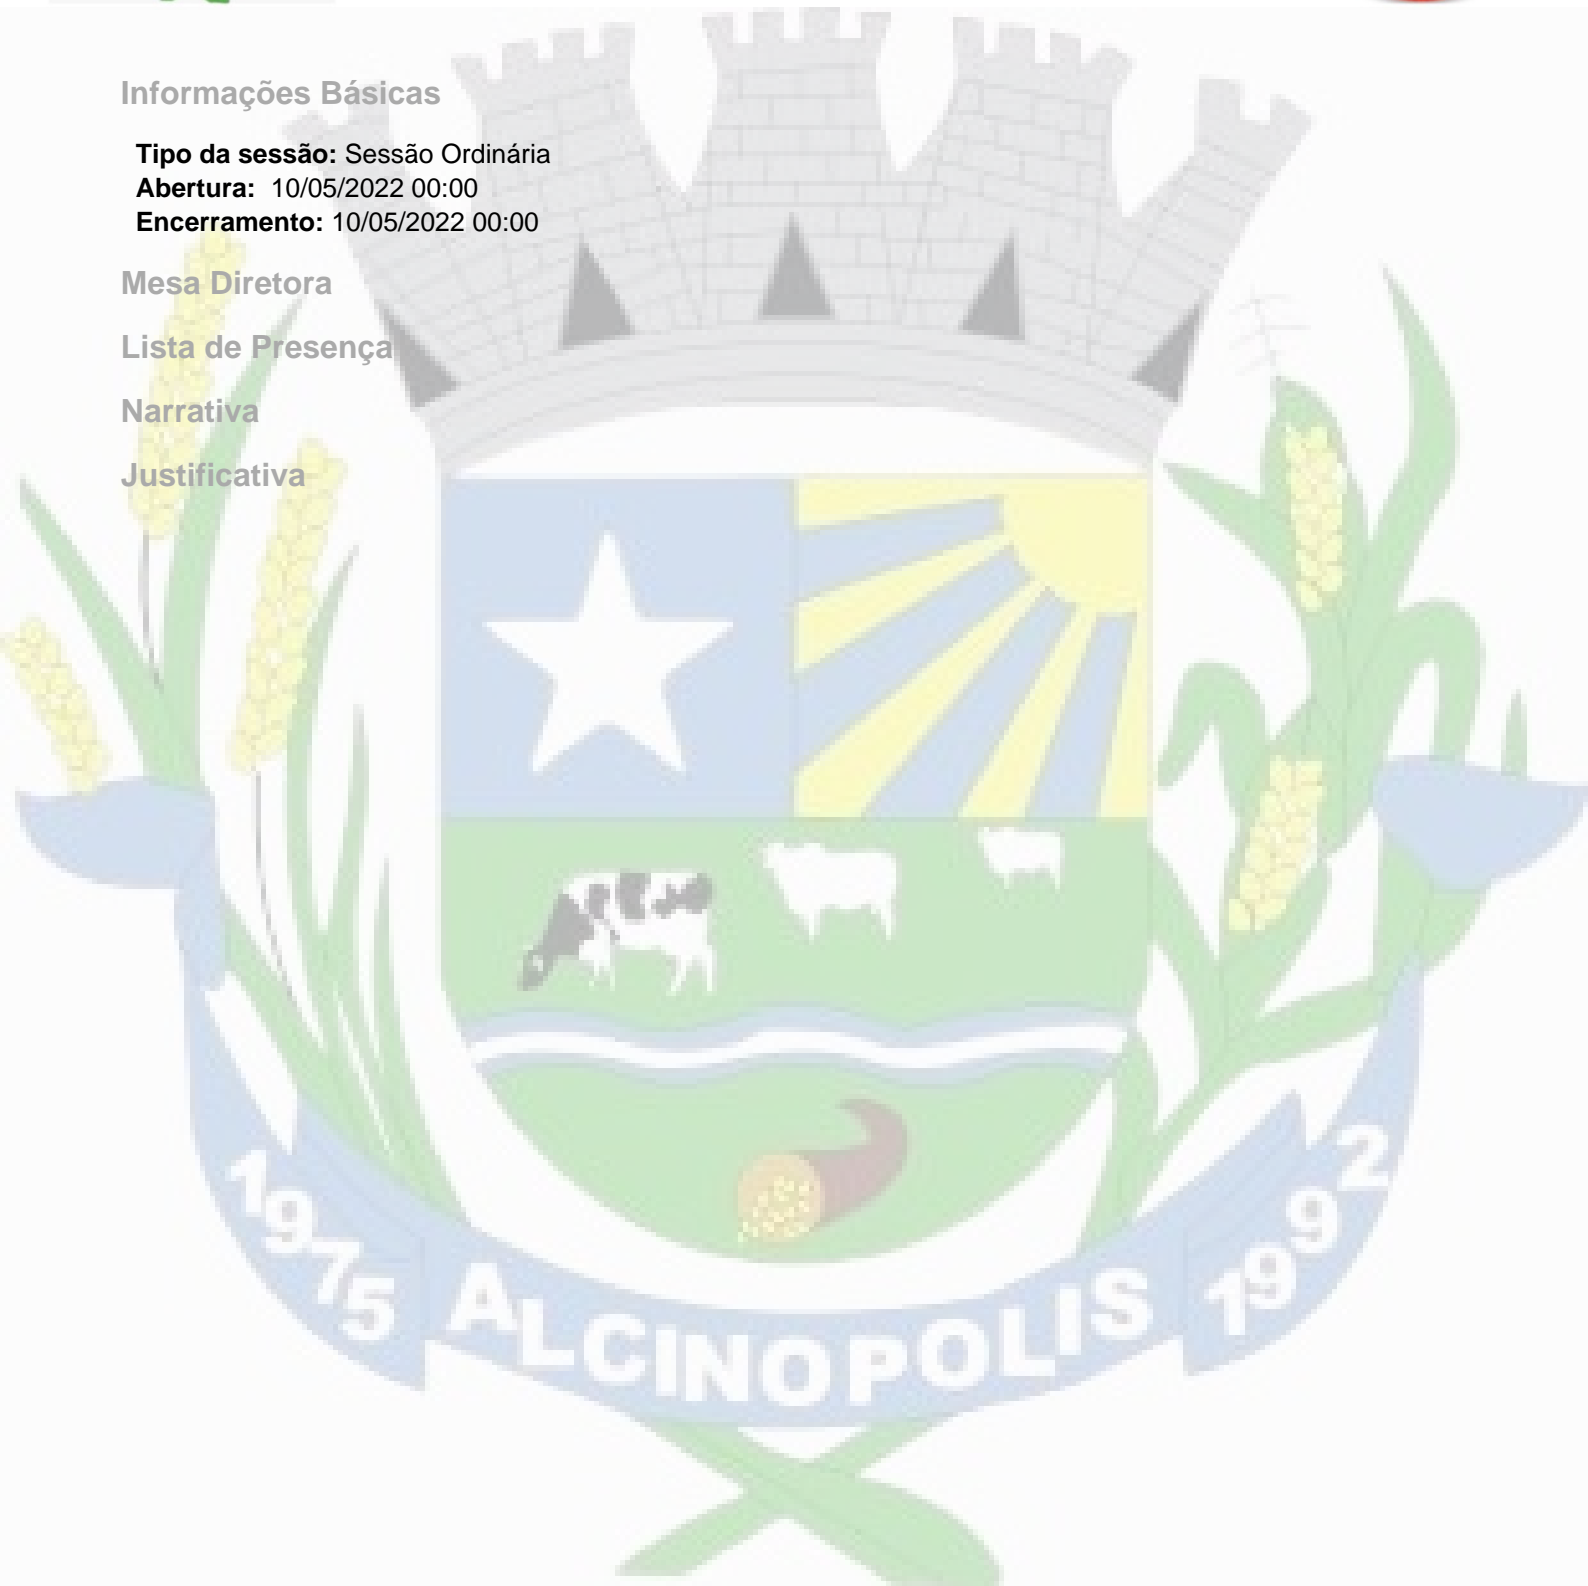 Informações Básicas
Tipo da sessão: Sessão Ordinária
Abertura: 10/05/2022 00:00
Encerramento: 10/05/2022 00:00
Mesa Diretora
Lista de Presença
Narrativa
Justificativa
1975 ALCINOPOLIS 1992